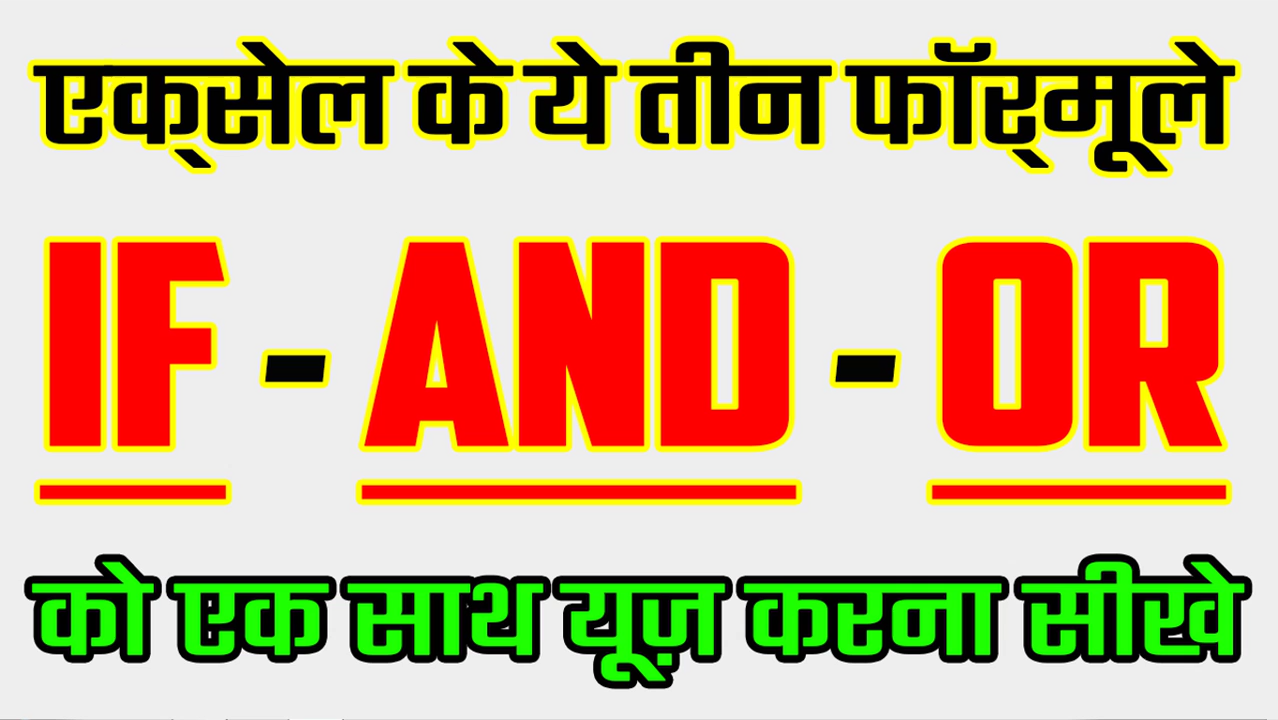 एक्सेल के ये तीन फॉर्मूले
IF - AND - OR
को एक साथ यूज़ करना सीखे